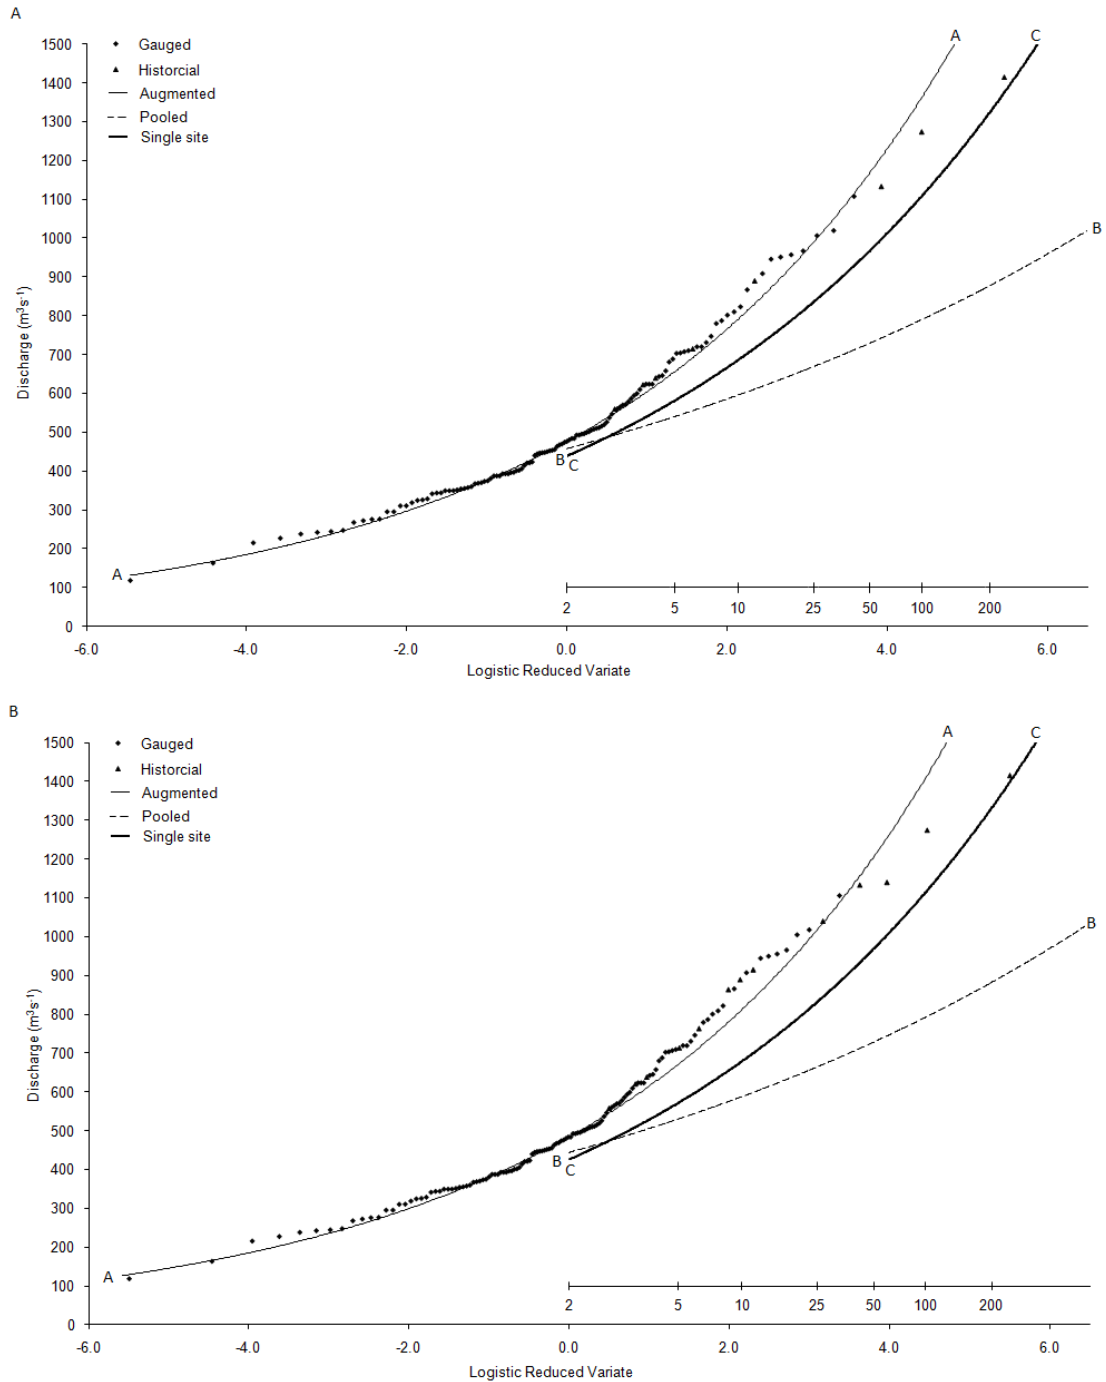 A
1500
1400
1300
1200
1100
1000
900
800
700
600
500
400
300
200
100
0
Discharge (m³s⁻¹)
Gauged
Historcial
Augmented
Pooled
Single site
A
C
B
B
C
A
2 5 10 25 50 100 200
-6.0 -4.0 -2.0 0.0 2.0 4.0 6.0
Logistic Reduced Variate
B
1500
1400
1300
1200
1100
1000
900
800
700
600
500
400
300
200
100
0
Discharge (m³s⁻¹)
Gauged
Historcial
Augmented
Pooled
Single site
A
C
B
B
C
A
2 5 10 25 50 100 200
-6.0 -4.0 -2.0 0.0 2.0 4.0 6.0
Logistic Reduced Variate